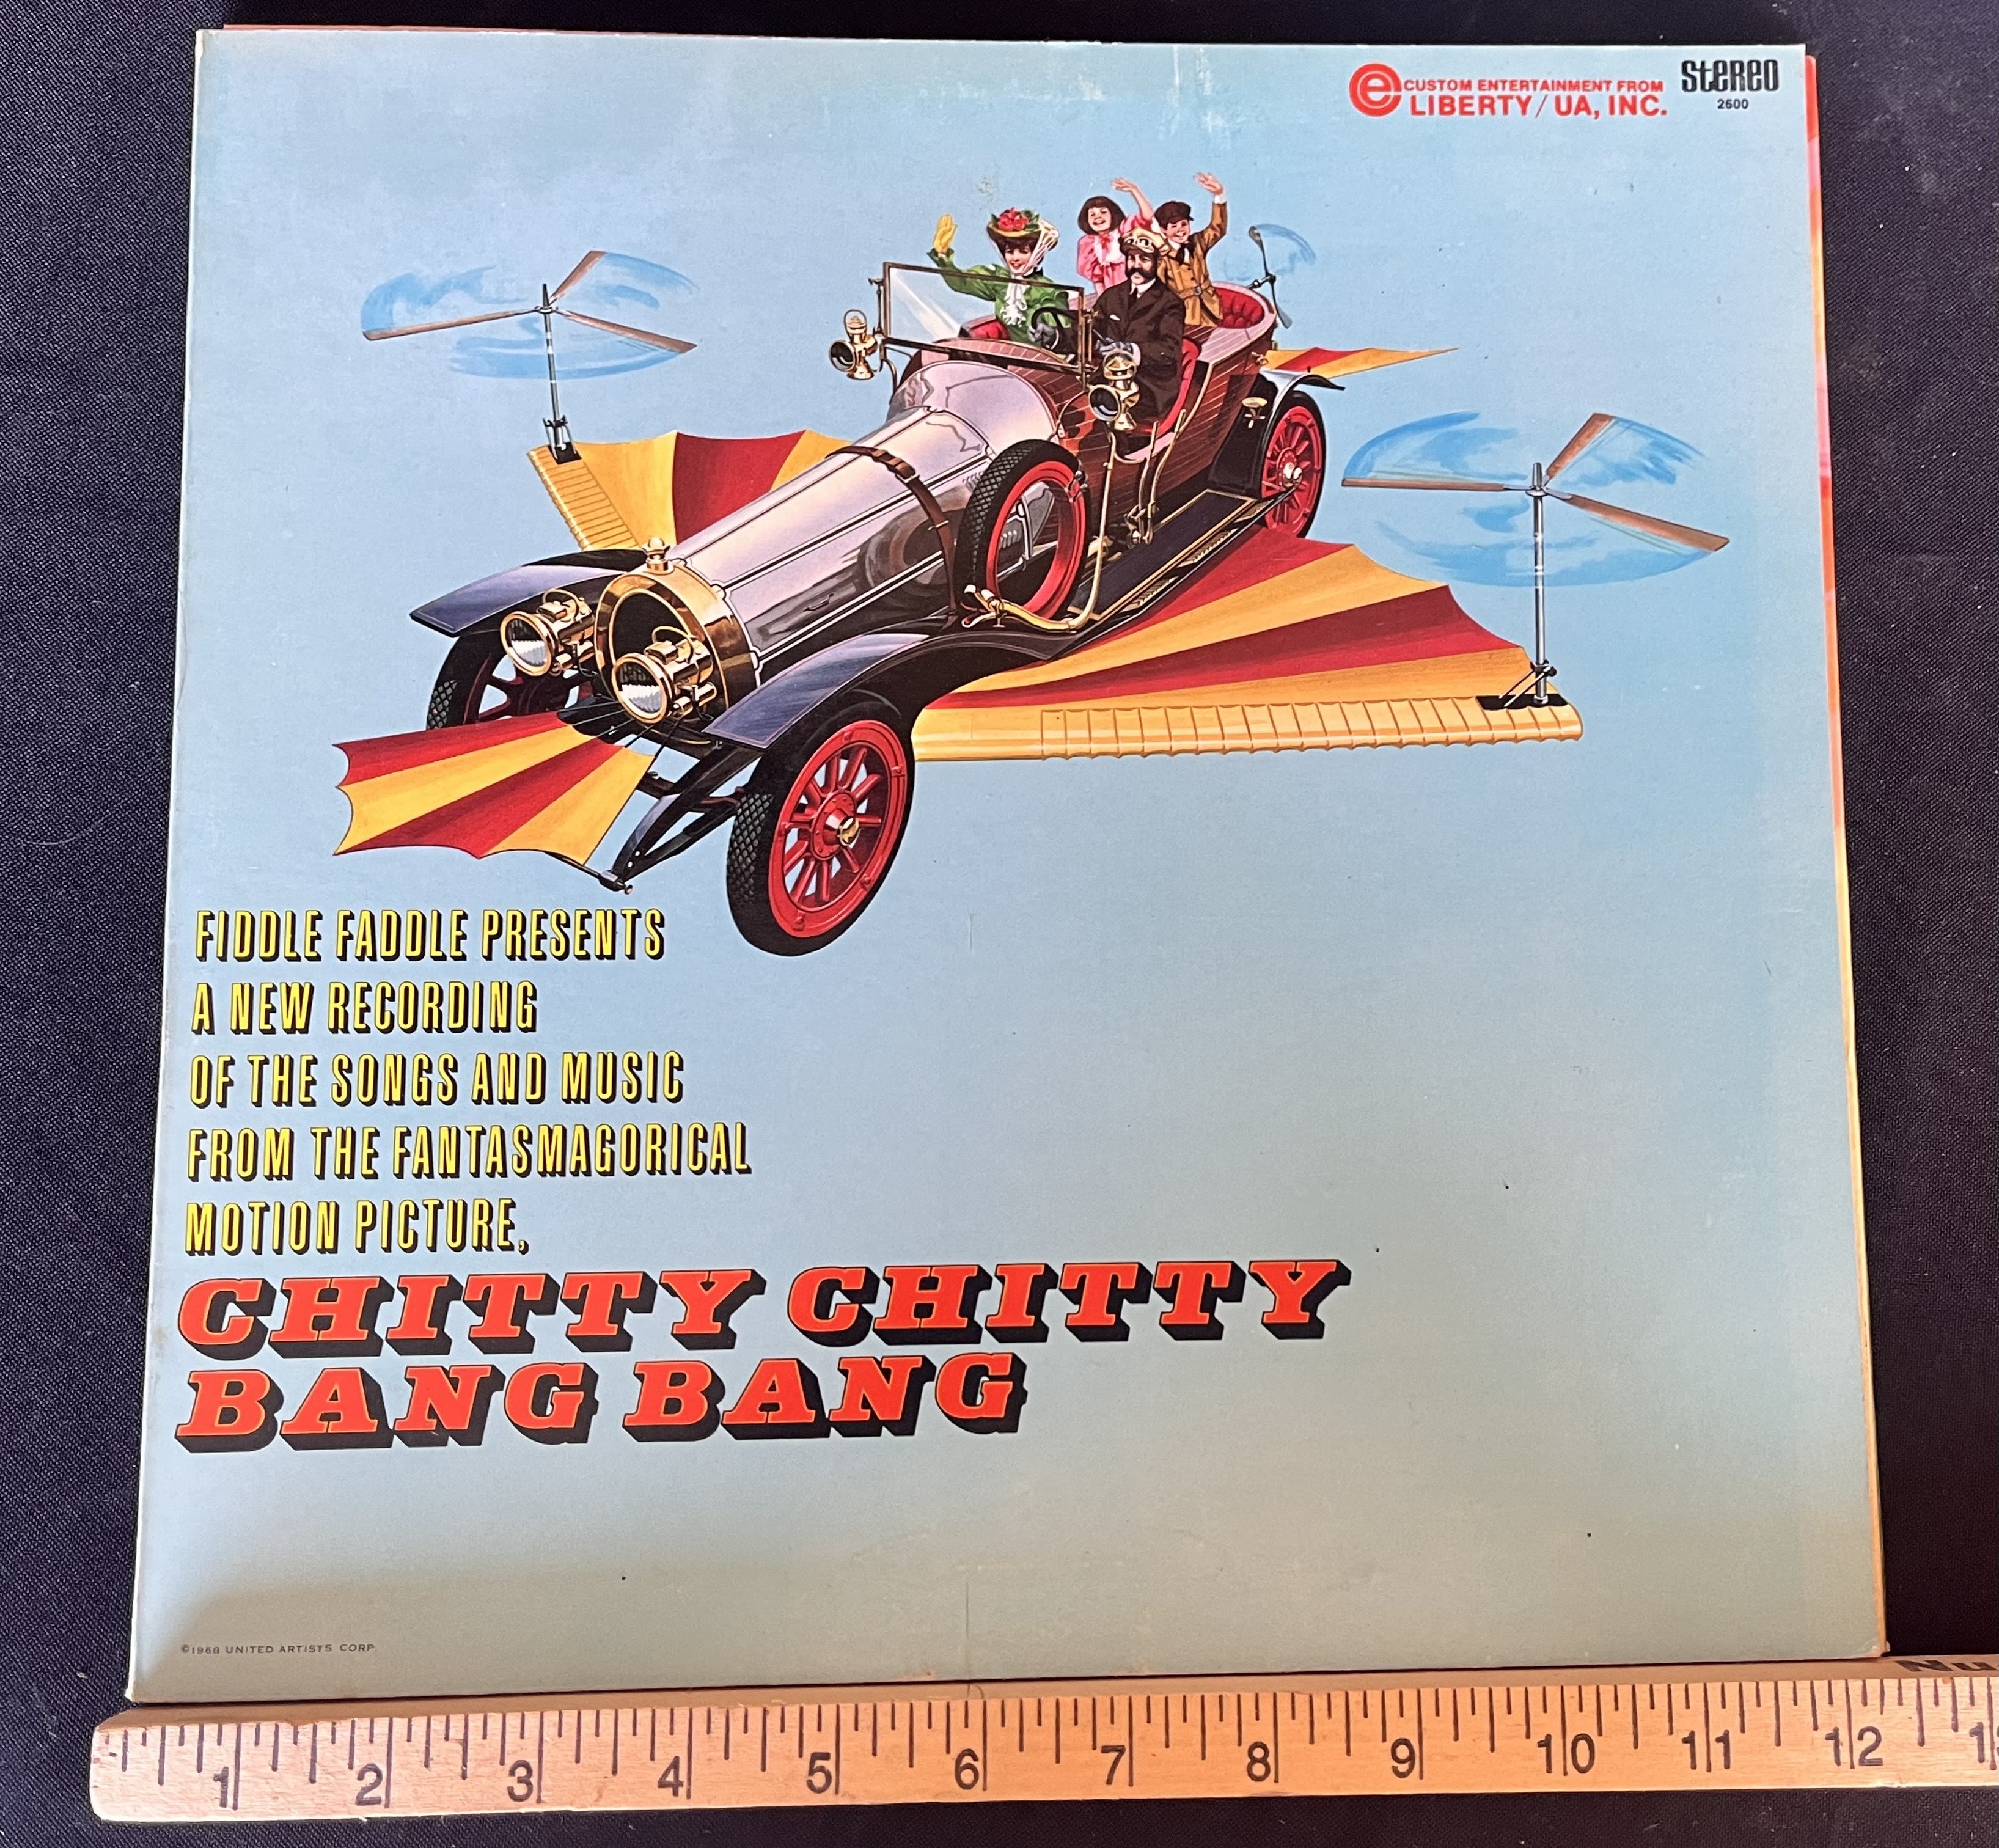 CUSTOM ENTERTAINMENT FROM
LIBERTY/UA, INC.
STEREO
2600
FIDDLE FADDLE PRESENTS
A NEW RECORDING
OF THE SONGS AND MUSIC
FROM THE FANTASMAGORICAL
MOTION PICTURE,
CHITTY CHITTY
BANG BANG
©1968 UNITED ARTISTS CORP.
1 2 3 4 5 6 7 8 9 10 11 12